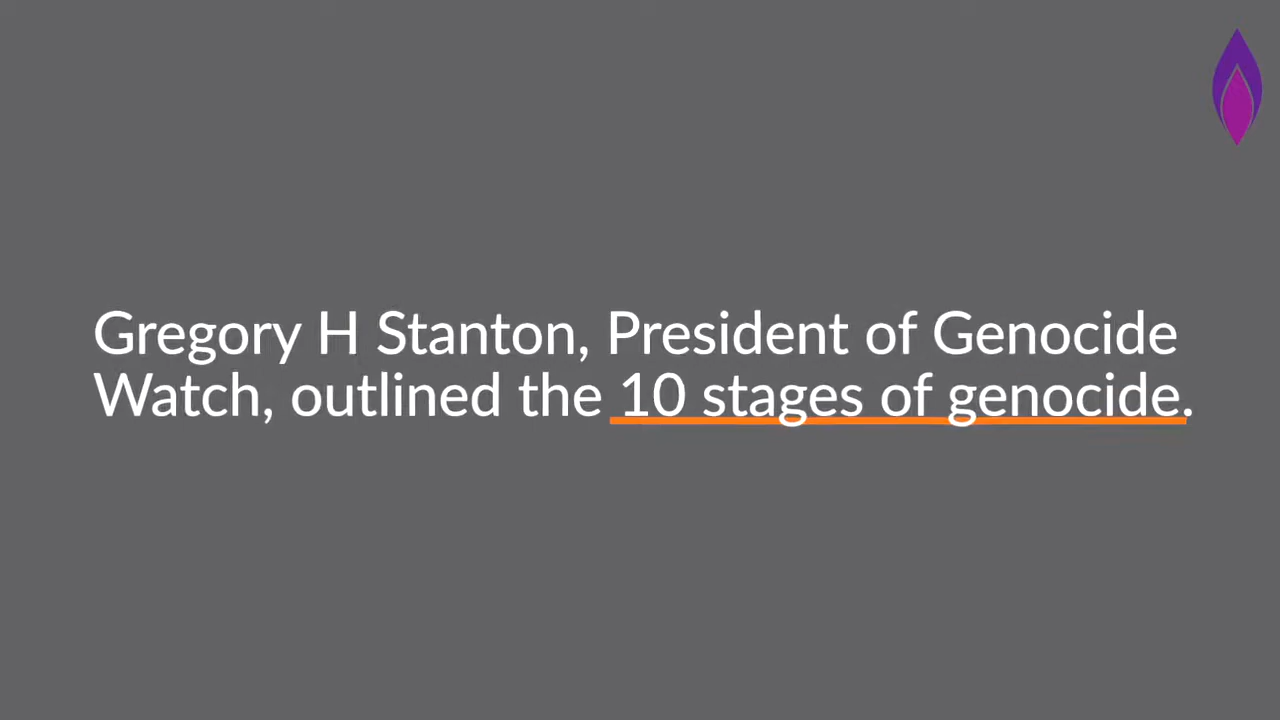 Gregory H Stanton, President of Genocide
Watch, outlined the 10 stages of genocide.